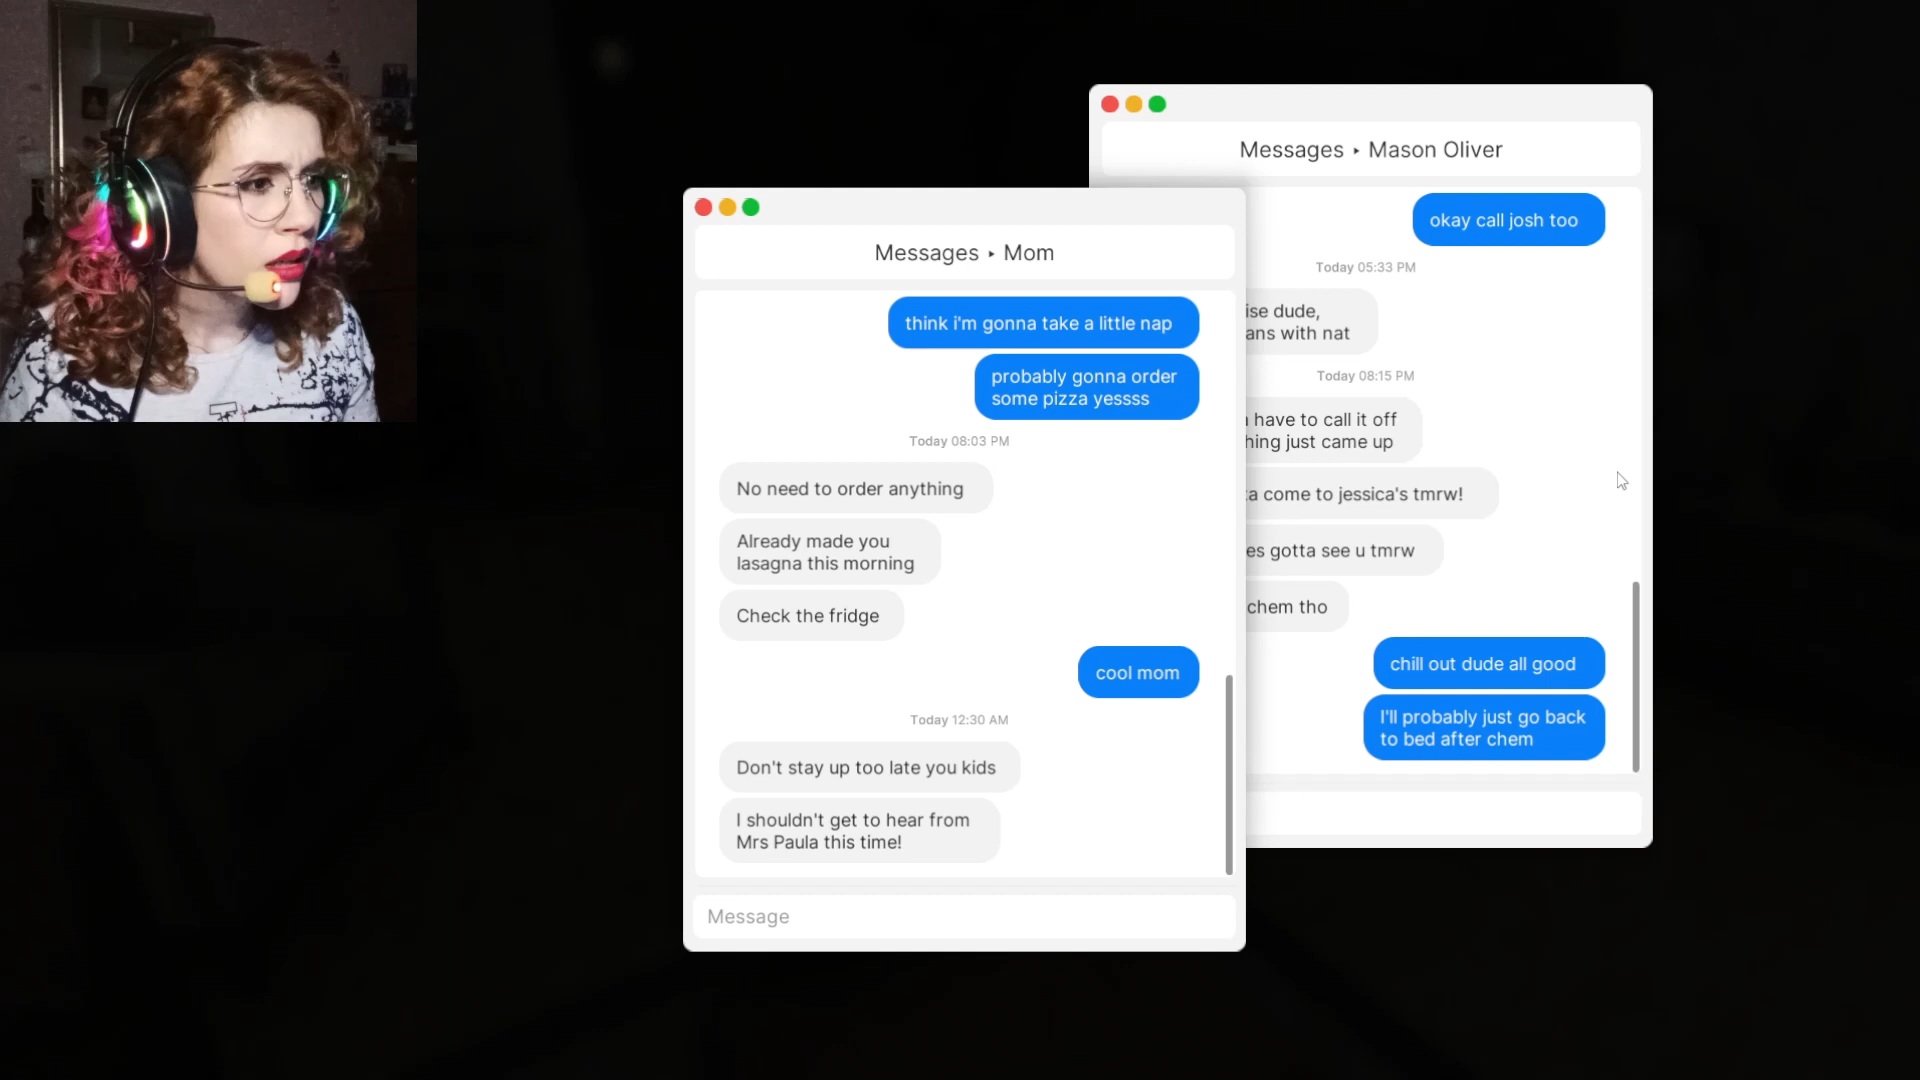 Messages ▸ Mom
think i'm gonna take a little nap
probably gonna order
some pizza yessss
Today 08:03 PM
No need to order anything
Already made you
lasagna this morning
Check the fridge
cool mom
Today 12:30 AM
Don't stay up too late you kids
I shouldn't get to hear from
Mrs Paula this time!
Message
Messages ▸ Mason Oliver
okay call josh too
Today 05:33 PM
ise dude,
ans with nat
Today 08:15 PM
have to call it off
hing just came up
a come to jessica's tmrw!
es gotta see u tmrw
chem tho
chill out dude all good
I'll probably just go back
to bed after chem